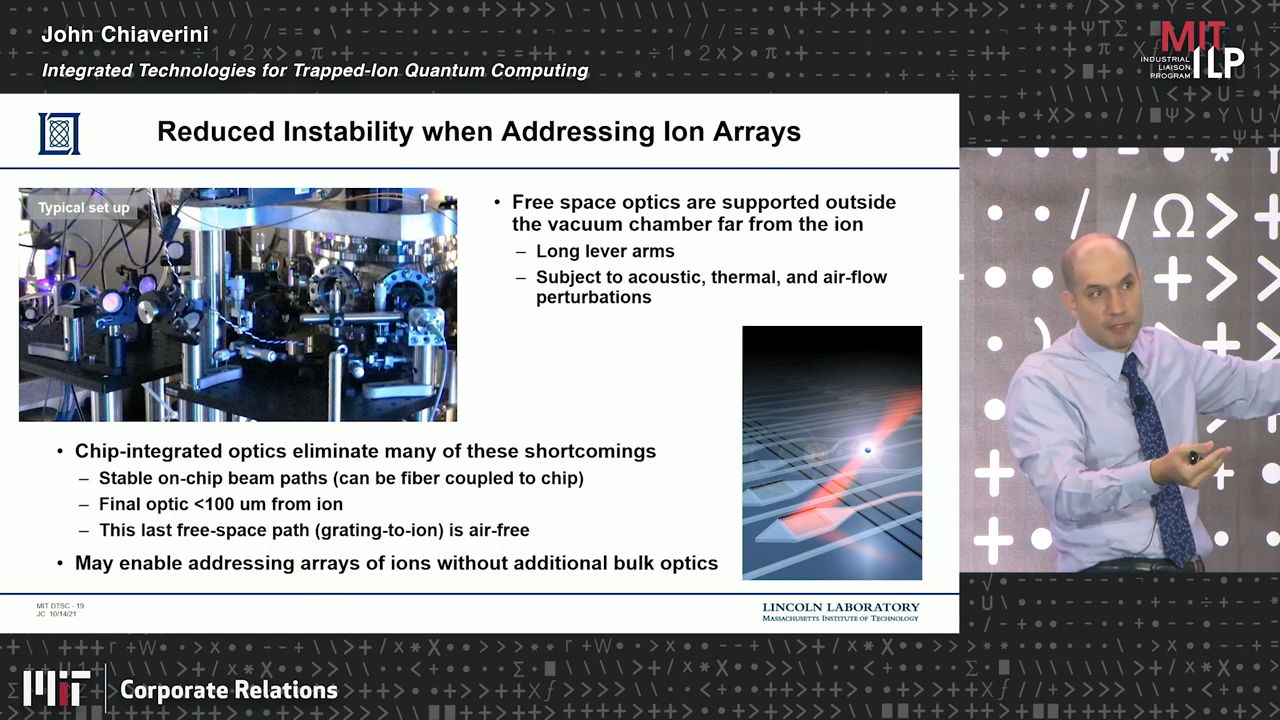 John Chiaverini
Integrated Technologies for Trapped-Ion Quantum Computing
MIT
INDUSTRIAL
LIAISON
PROGRAM
ILP
Reduced Instability when Addressing Ion Arrays
Typical set up
• Free space optics are supported outside
the vacuum chamber far from the ion
– Long lever arms
– Subject to acoustic, thermal, and air-flow
perturbations
• Chip-integrated optics eliminate many of these shortcomings
– Stable on-chip beam paths (can be fiber coupled to chip)
– Final optic <100 um from ion
– This last free-space path (grating-to-ion) is air-free
• May enable addressing arrays of ions without additional bulk optics
MIT DTSC - 19
JC 10/14/21
LINCOLN LABORATORY
MASSACHUSETTS INSTITUTE OF TECHNOLOGY
MIT
Corporate Relations